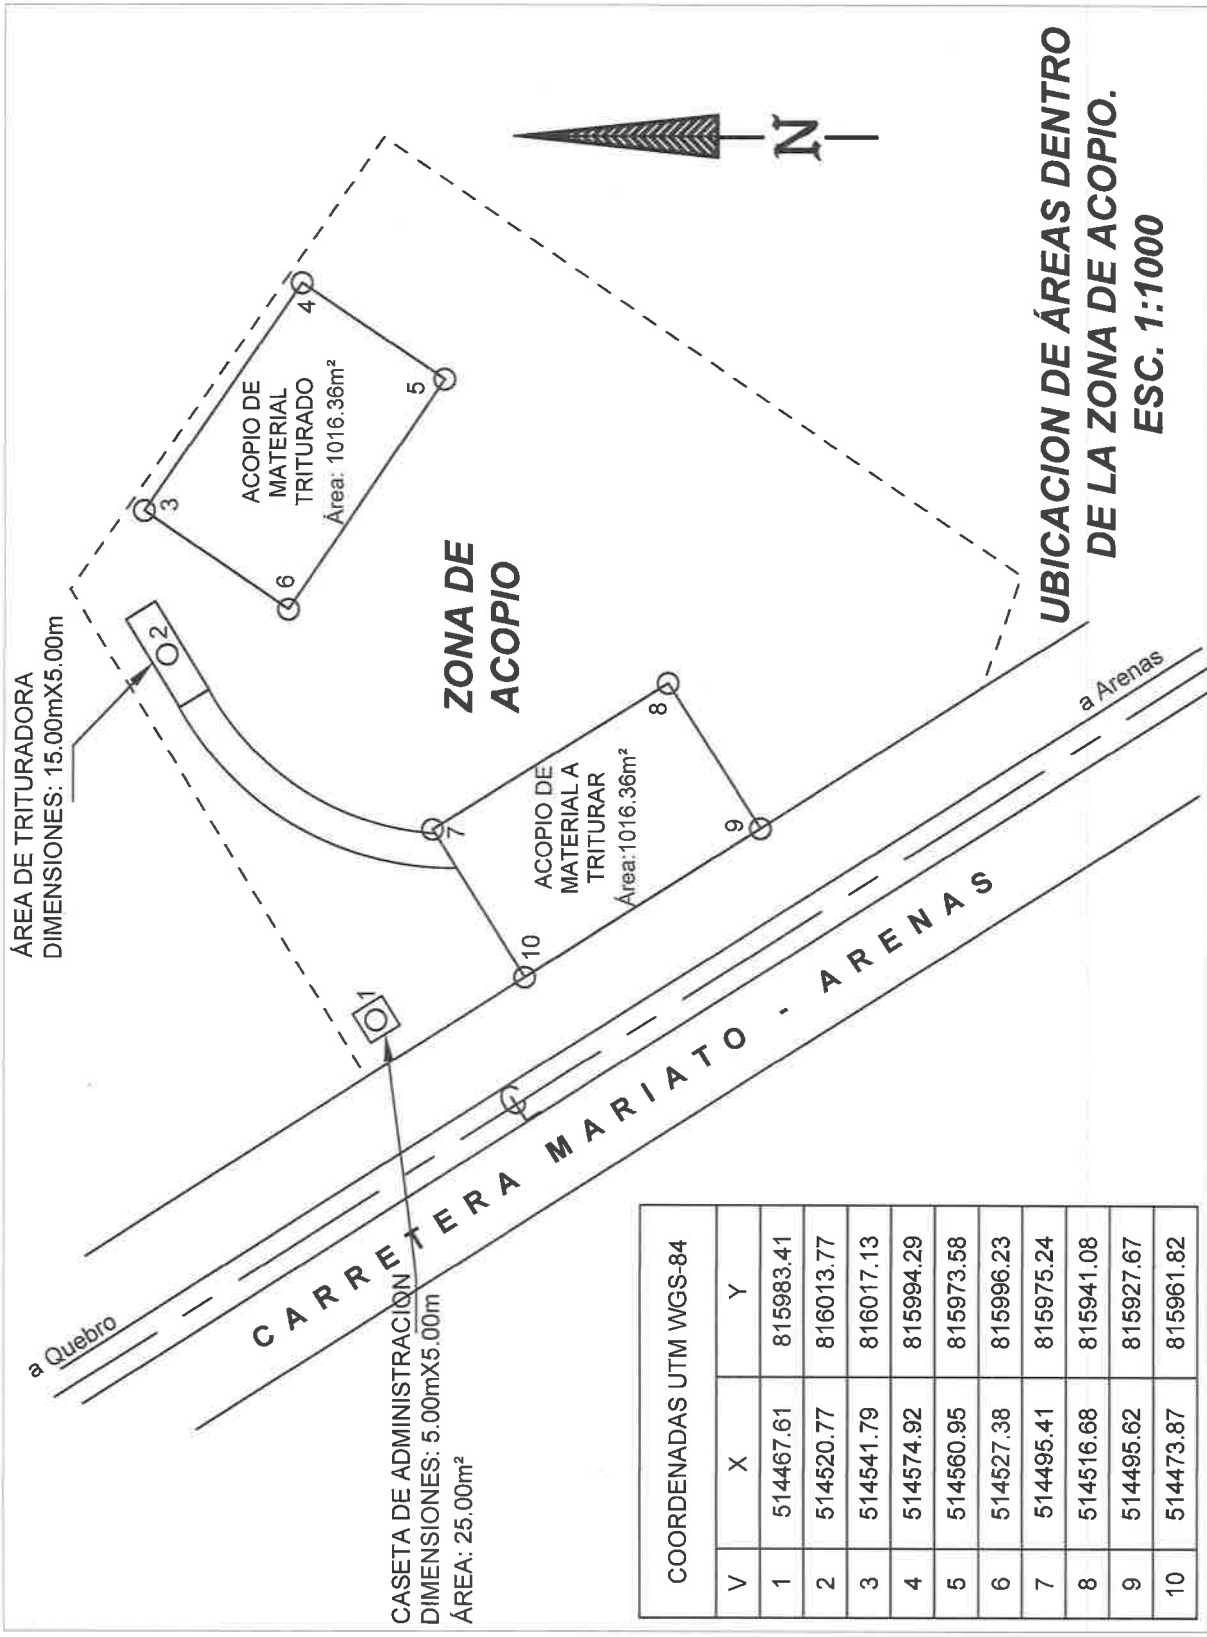 ÁREA DE TRITURADORA
DIMENSIONES: 15.00mX5.00m
2
3
4
5
6
ACOPIO DE
MATERIAL
TRITURADO
Área: 1016.36m²
ZONA DE
ACOPIO
N
1
7
8
9
10
ACOPIO DE
MATERIAL A
TRITURAR
Área:1016.36m²
a Quebro
a Arenas
CARRETERA MARIATO - ARENAS
CASETA DE ADMINISTRACION
DIMENSIONES: 5.00mX5.00m
ÁREA: 25.00m²
UBICACION DE ÁREAS DENTRO
DE LA ZONA DE ACOPIO.
ESC. 1:1000
COORDENADAS UTM WGS-84
V X Y
1 514467.61 815983.41
2 514520.77 816013.77
3 514541.79 816017.13
4 514574.92 815994.29
5 514560.95 815973.58
6 514527.38 815996.23
7 514495.41 815975.24
8 514516.68 815941.08
9 514495.62 815927.67
10 514473.87 815961.82